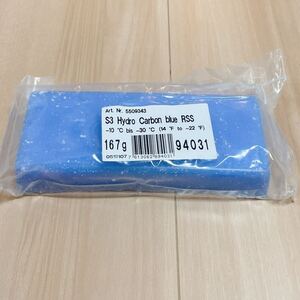 Art. Nr. 5509343
S3 Hydro Carbon blue RSS
-10 °C bis -30 °C (14 °F to -22 °F)
167g 94031